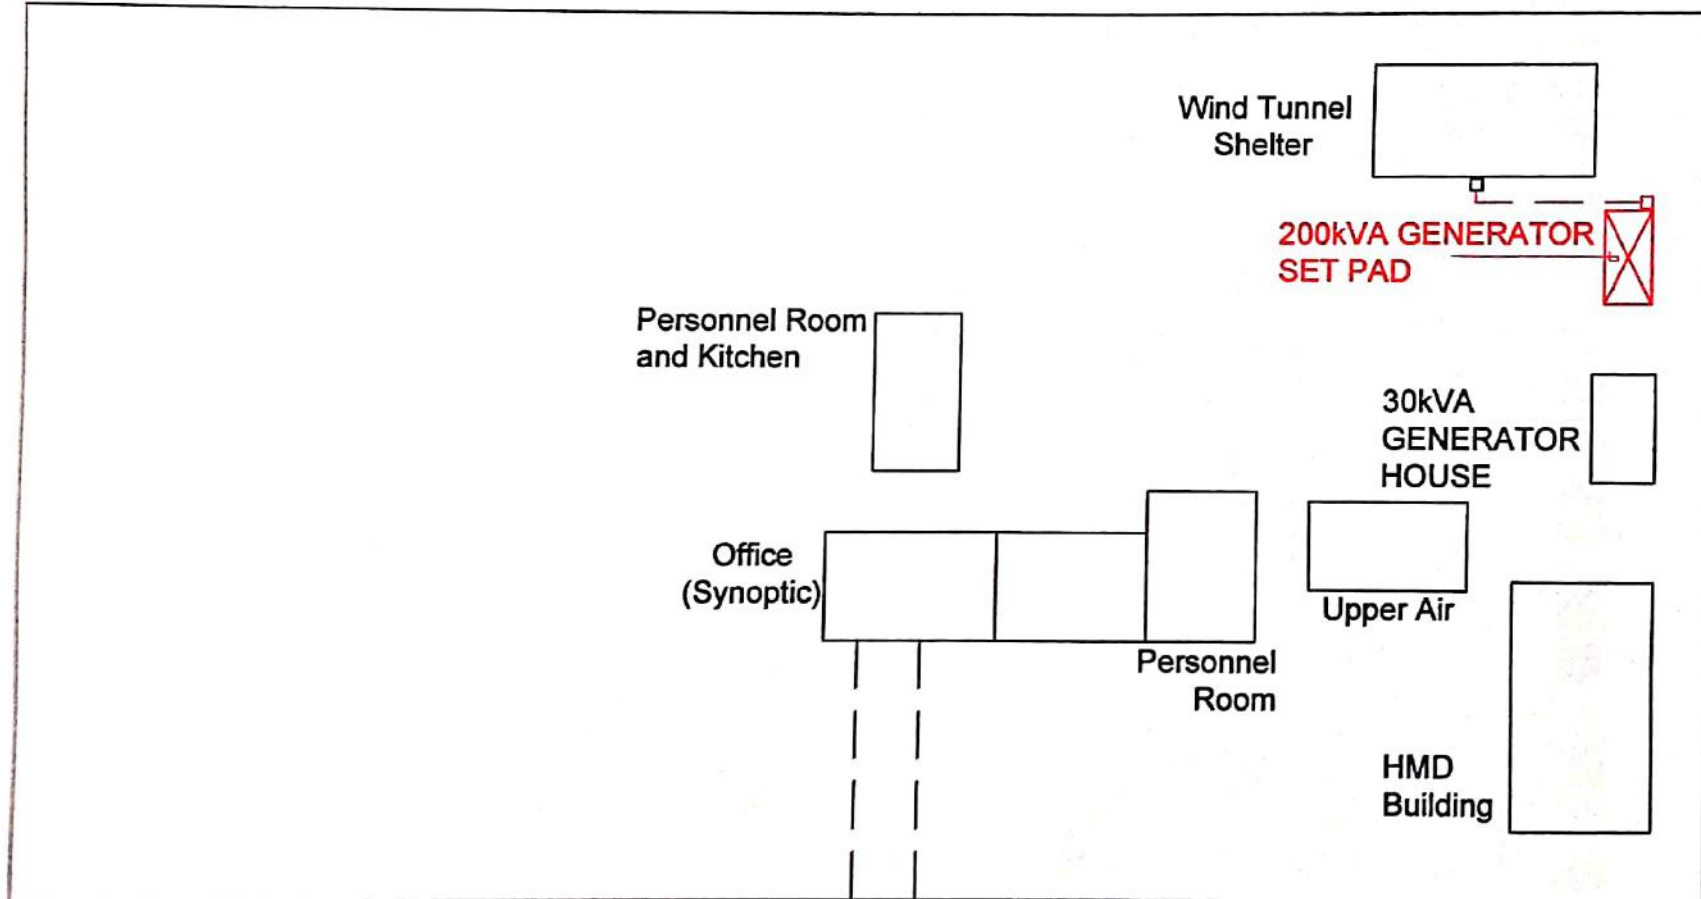 Wind Tunnel
Shelter
200kVA GENERATOR
SET PAD
Personnel Room
and Kitchen
30kVA
GENERATOR
HOUSE
Office
(Synoptic)
Upper Air
Personnel
Room
HMD
Building